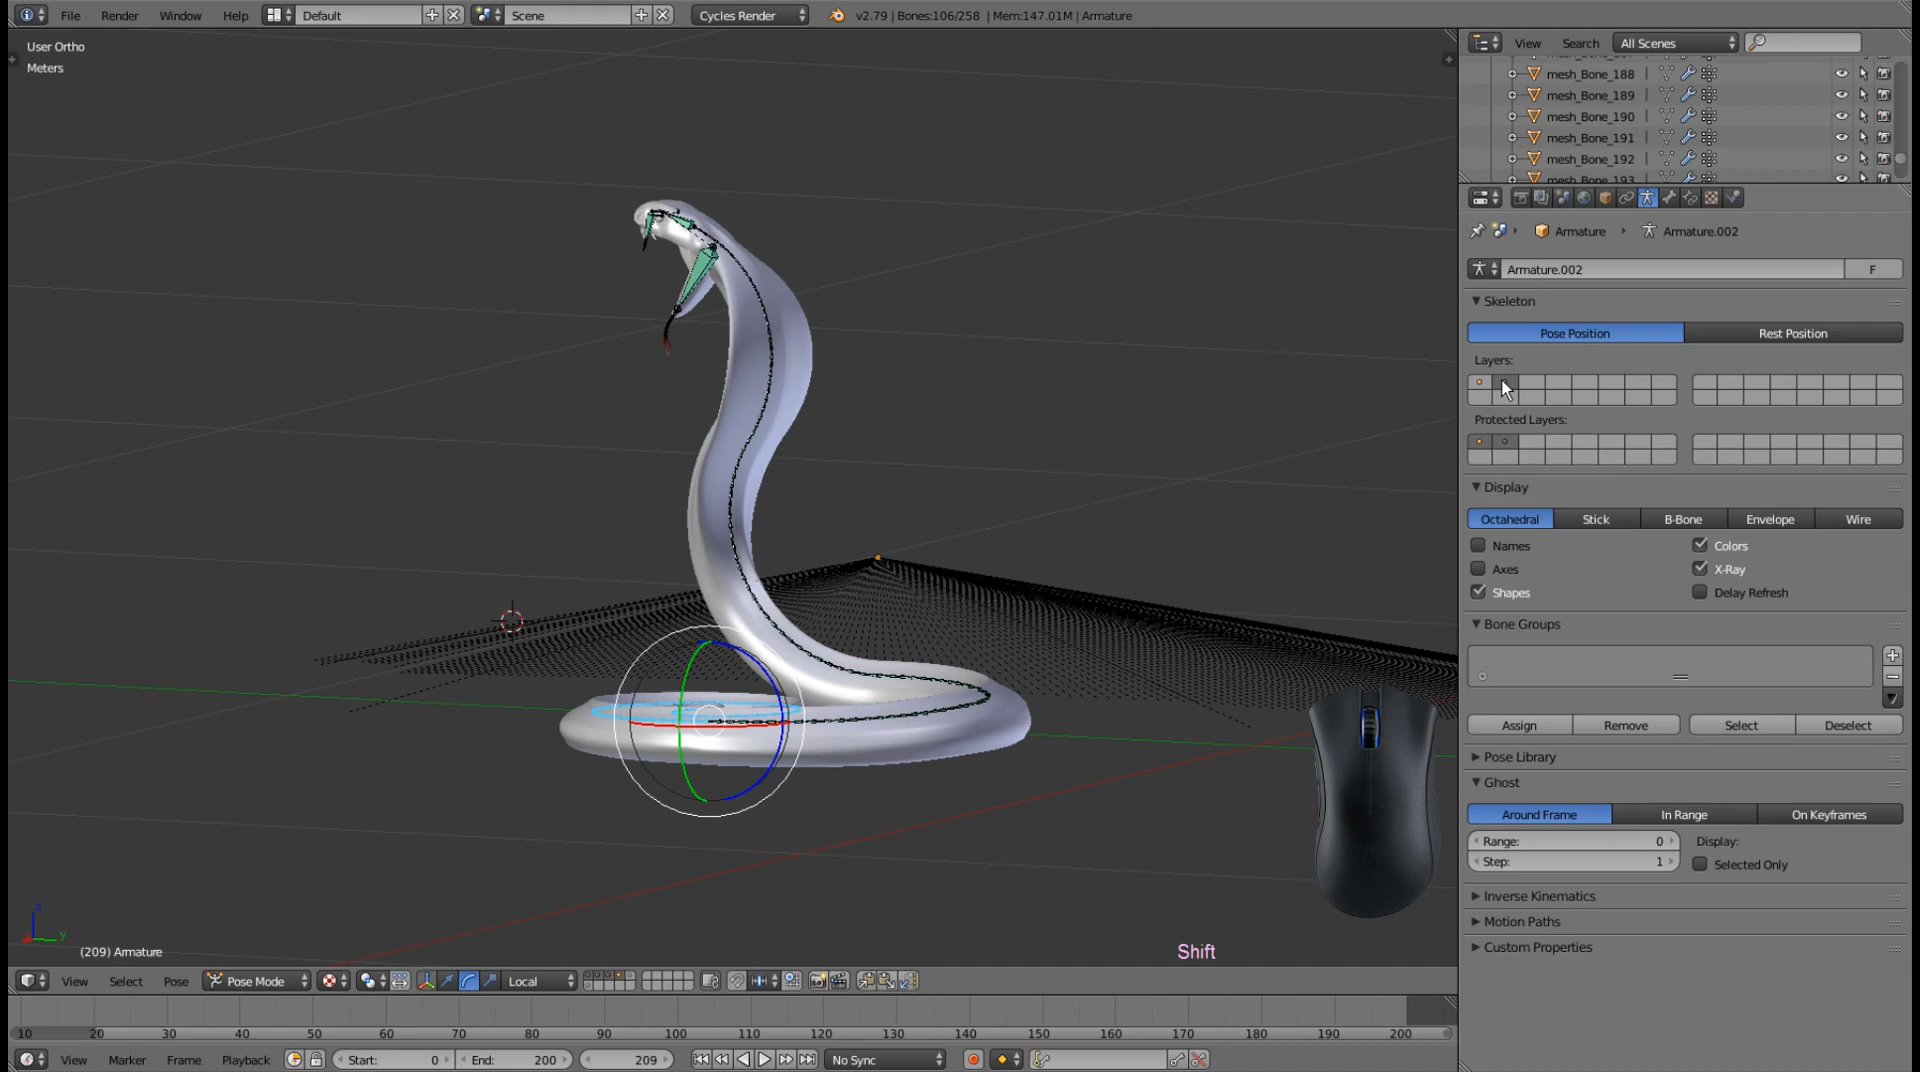 File Render Window Help Default Scene Cycles Render v2.79 | Bones:106/258 | Mem:147.01M | Armature
User Ortho
Meters
View Search All Scenes
mesh_Bone_188
mesh_Bone_189
mesh_Bone_190
mesh_Bone_191
mesh_Bone_192
mesh_Bone_193
Armature Armature.002
Armature.002 F
Skeleton
Pose Position Rest Position
Layers:
Protected Layers:
Display
Octahedral Stick B-Bone Envelope Wire
Names Colors
Axes X-Ray
Shapes Delay Refresh
Bone Groups
Assign Remove Select Deselect
Pose Library
Ghost
Around Frame In Range On Keyframes
Range: 0 Display:
Step: 1 Selected Only
Inverse Kinematics
Motion Paths
Custom Properties
z
y
(209) Armature
Shift
View Select Pose Pose Mode Local
10 20 30 40 50 60 70 80 90 100 110 120 130 140 150 160 170 180 190 200
View Marker Frame Playback Start: 0 End: 200 209 No Sync